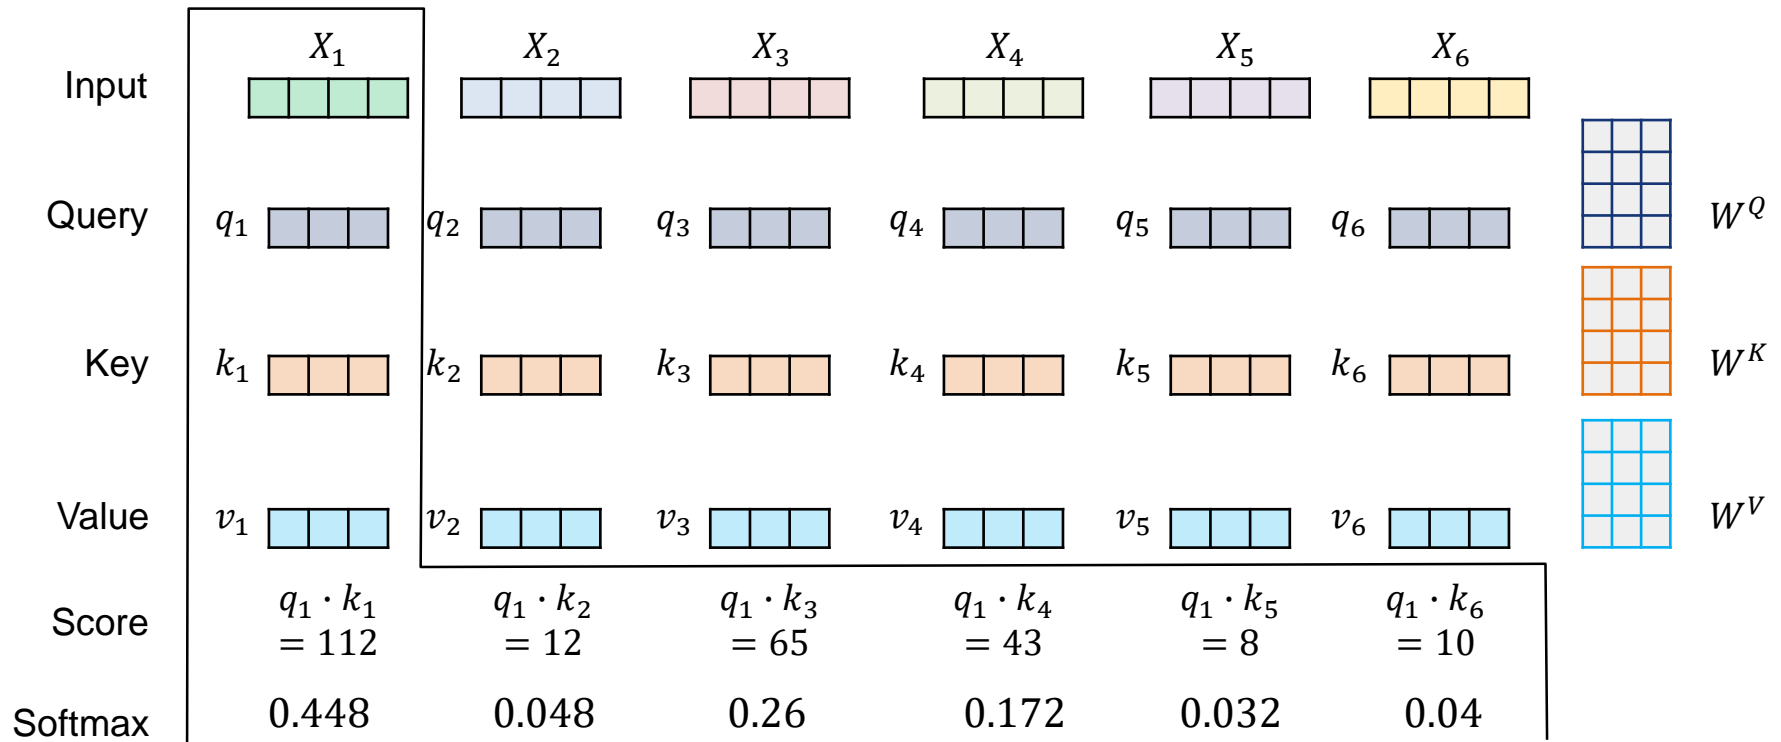 X₁ X₂ X₃ X₄ X₅ X₆
Input
Query q₁ q₂ q₃ q₄ q₅ q₆ W^Q
Key k₁ k₂ k₃ k₄ k₅ k₆ W^K
Value v₁ v₂ v₃ v₄ v₅ v₆ W^V
q₁ · k₁ q₁ · k₂ q₁ · k₃ q₁ · k₄ q₁ · k₅ q₁ · k₆
Score
= 112 = 12 = 65 = 43 = 8 = 10
Softmax 0.448 0.048 0.26 0.172 0.032 0.04